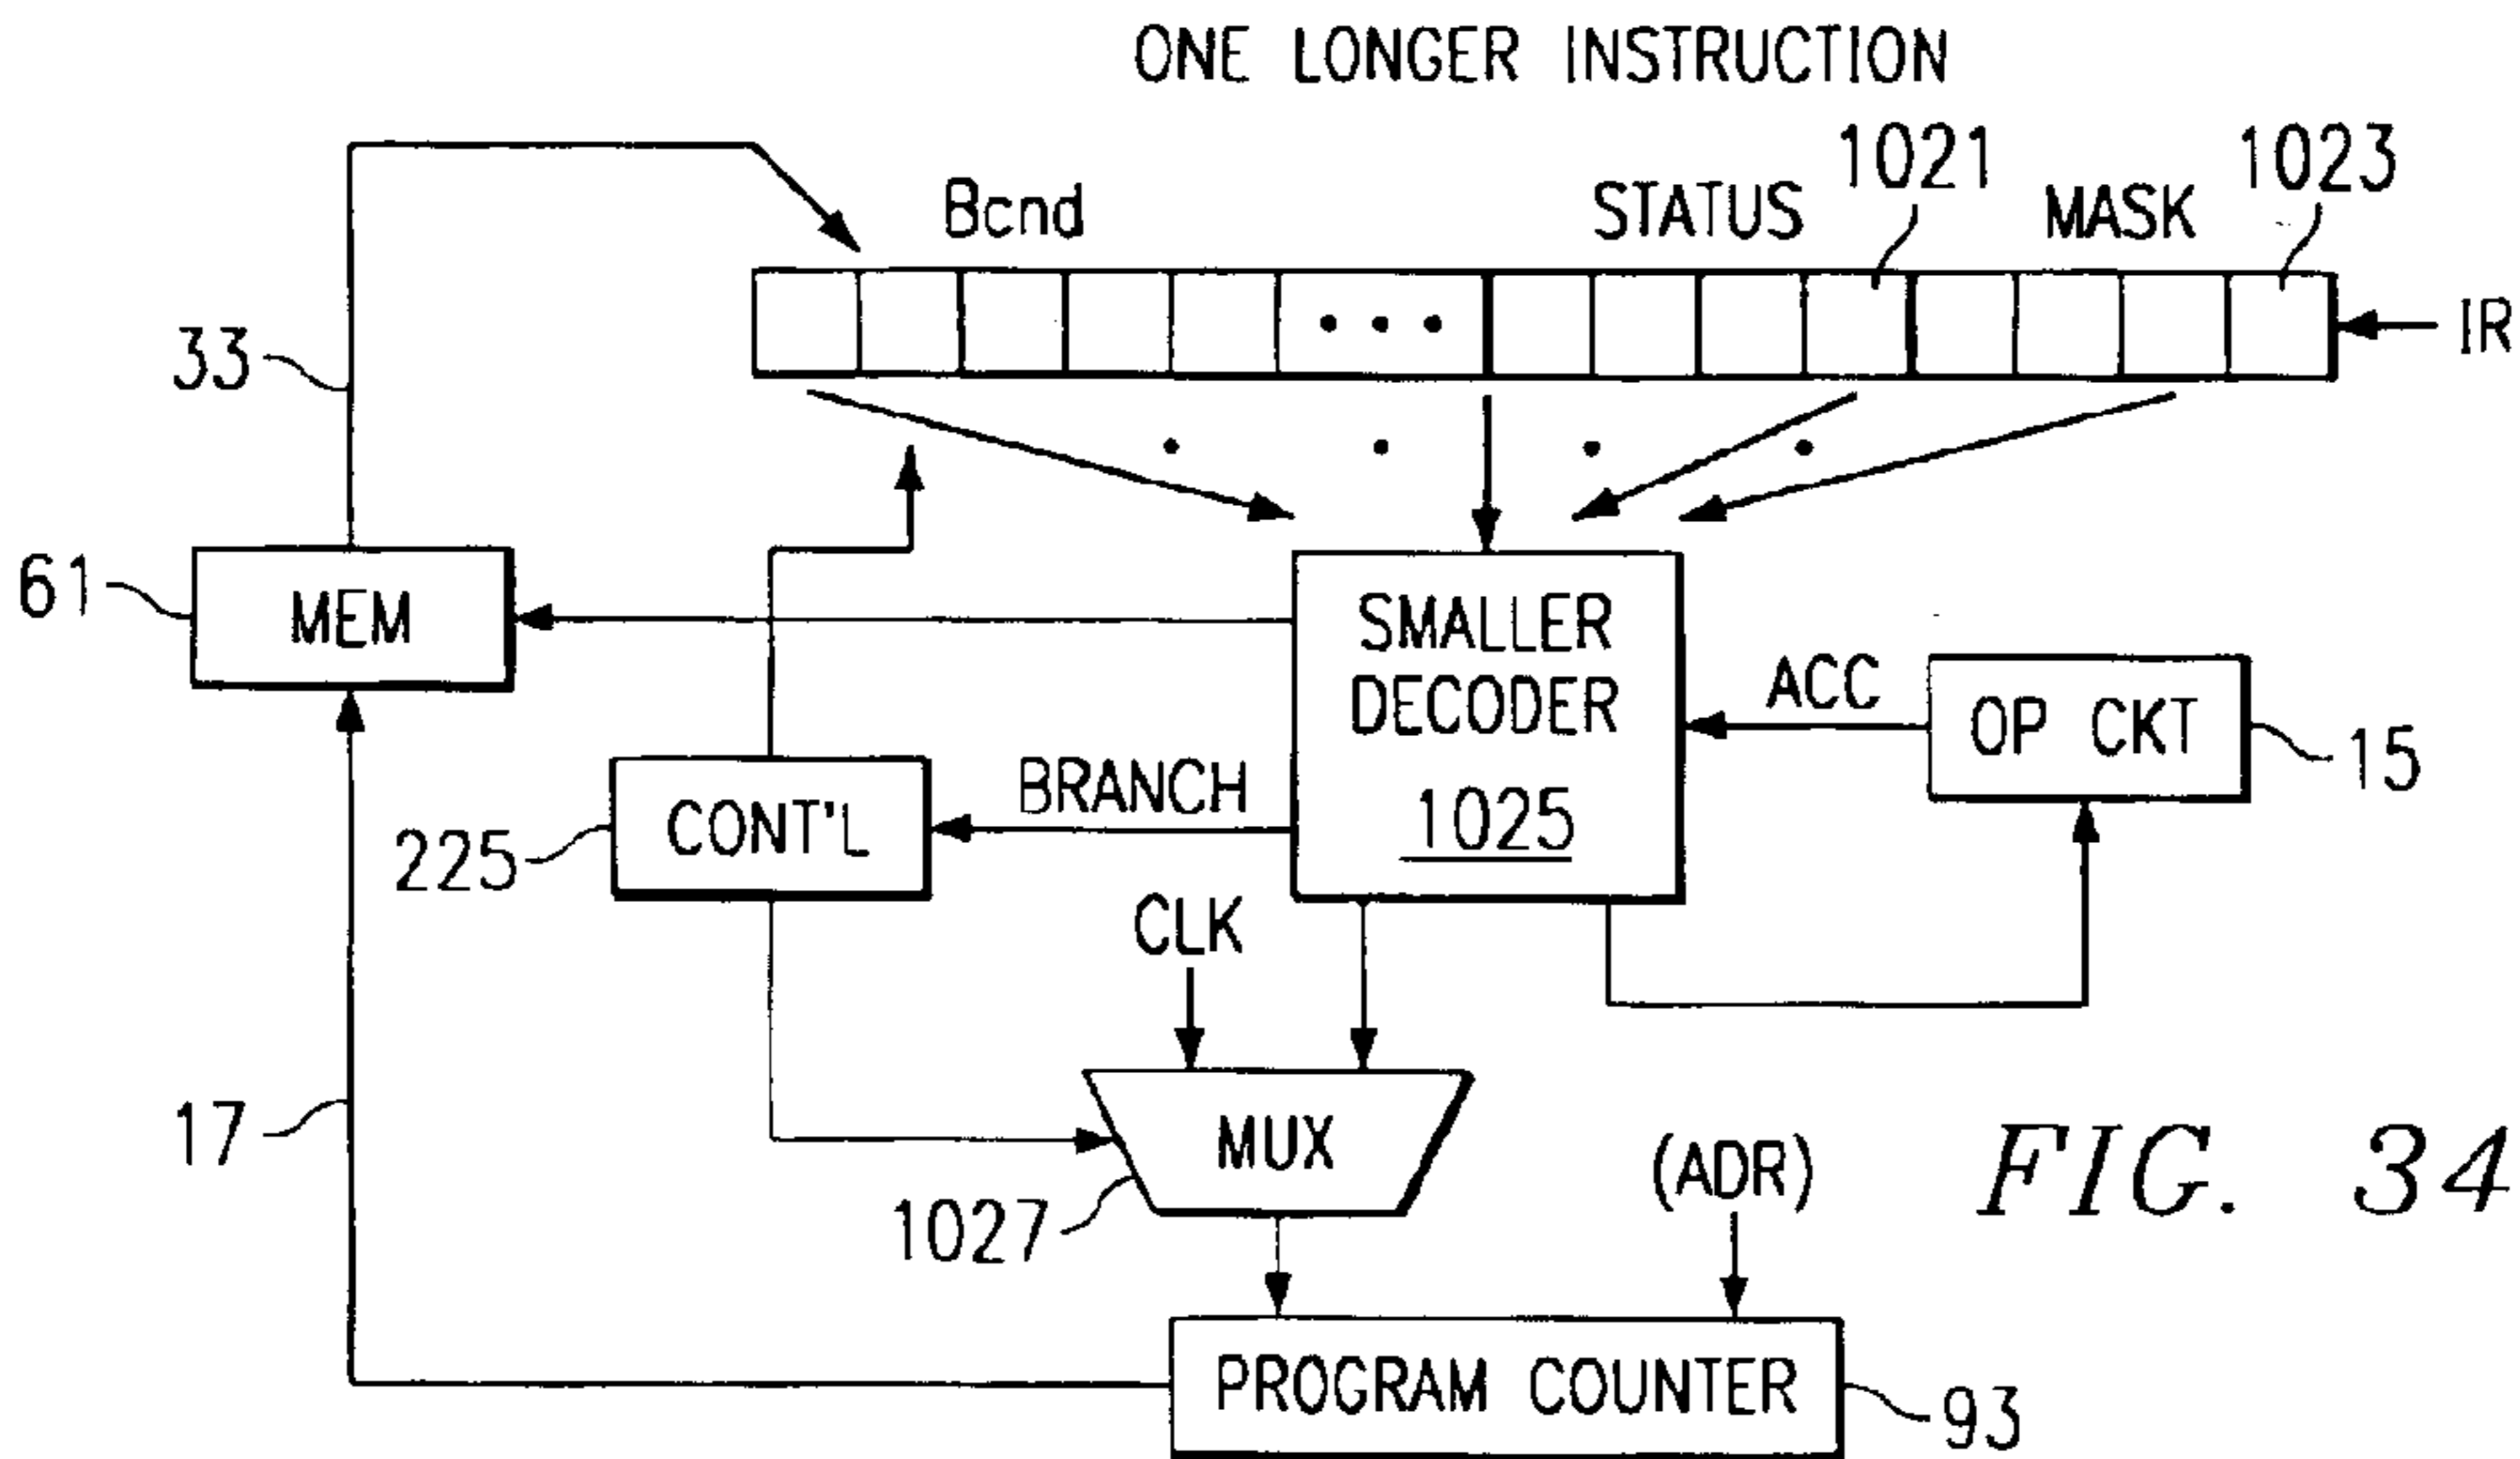 ONE LONGER INSTRUCTION
1021
1023
Bcnd
STATUS
MASK
IR
33
61
MEM
SMALLER
DECODER
1025
ACC
OP CKT
15
BRANCH
CONT'L
225
CLK
17
MUX
1027
(ADR)
FIG. 34
PROGRAM COUNTER
93